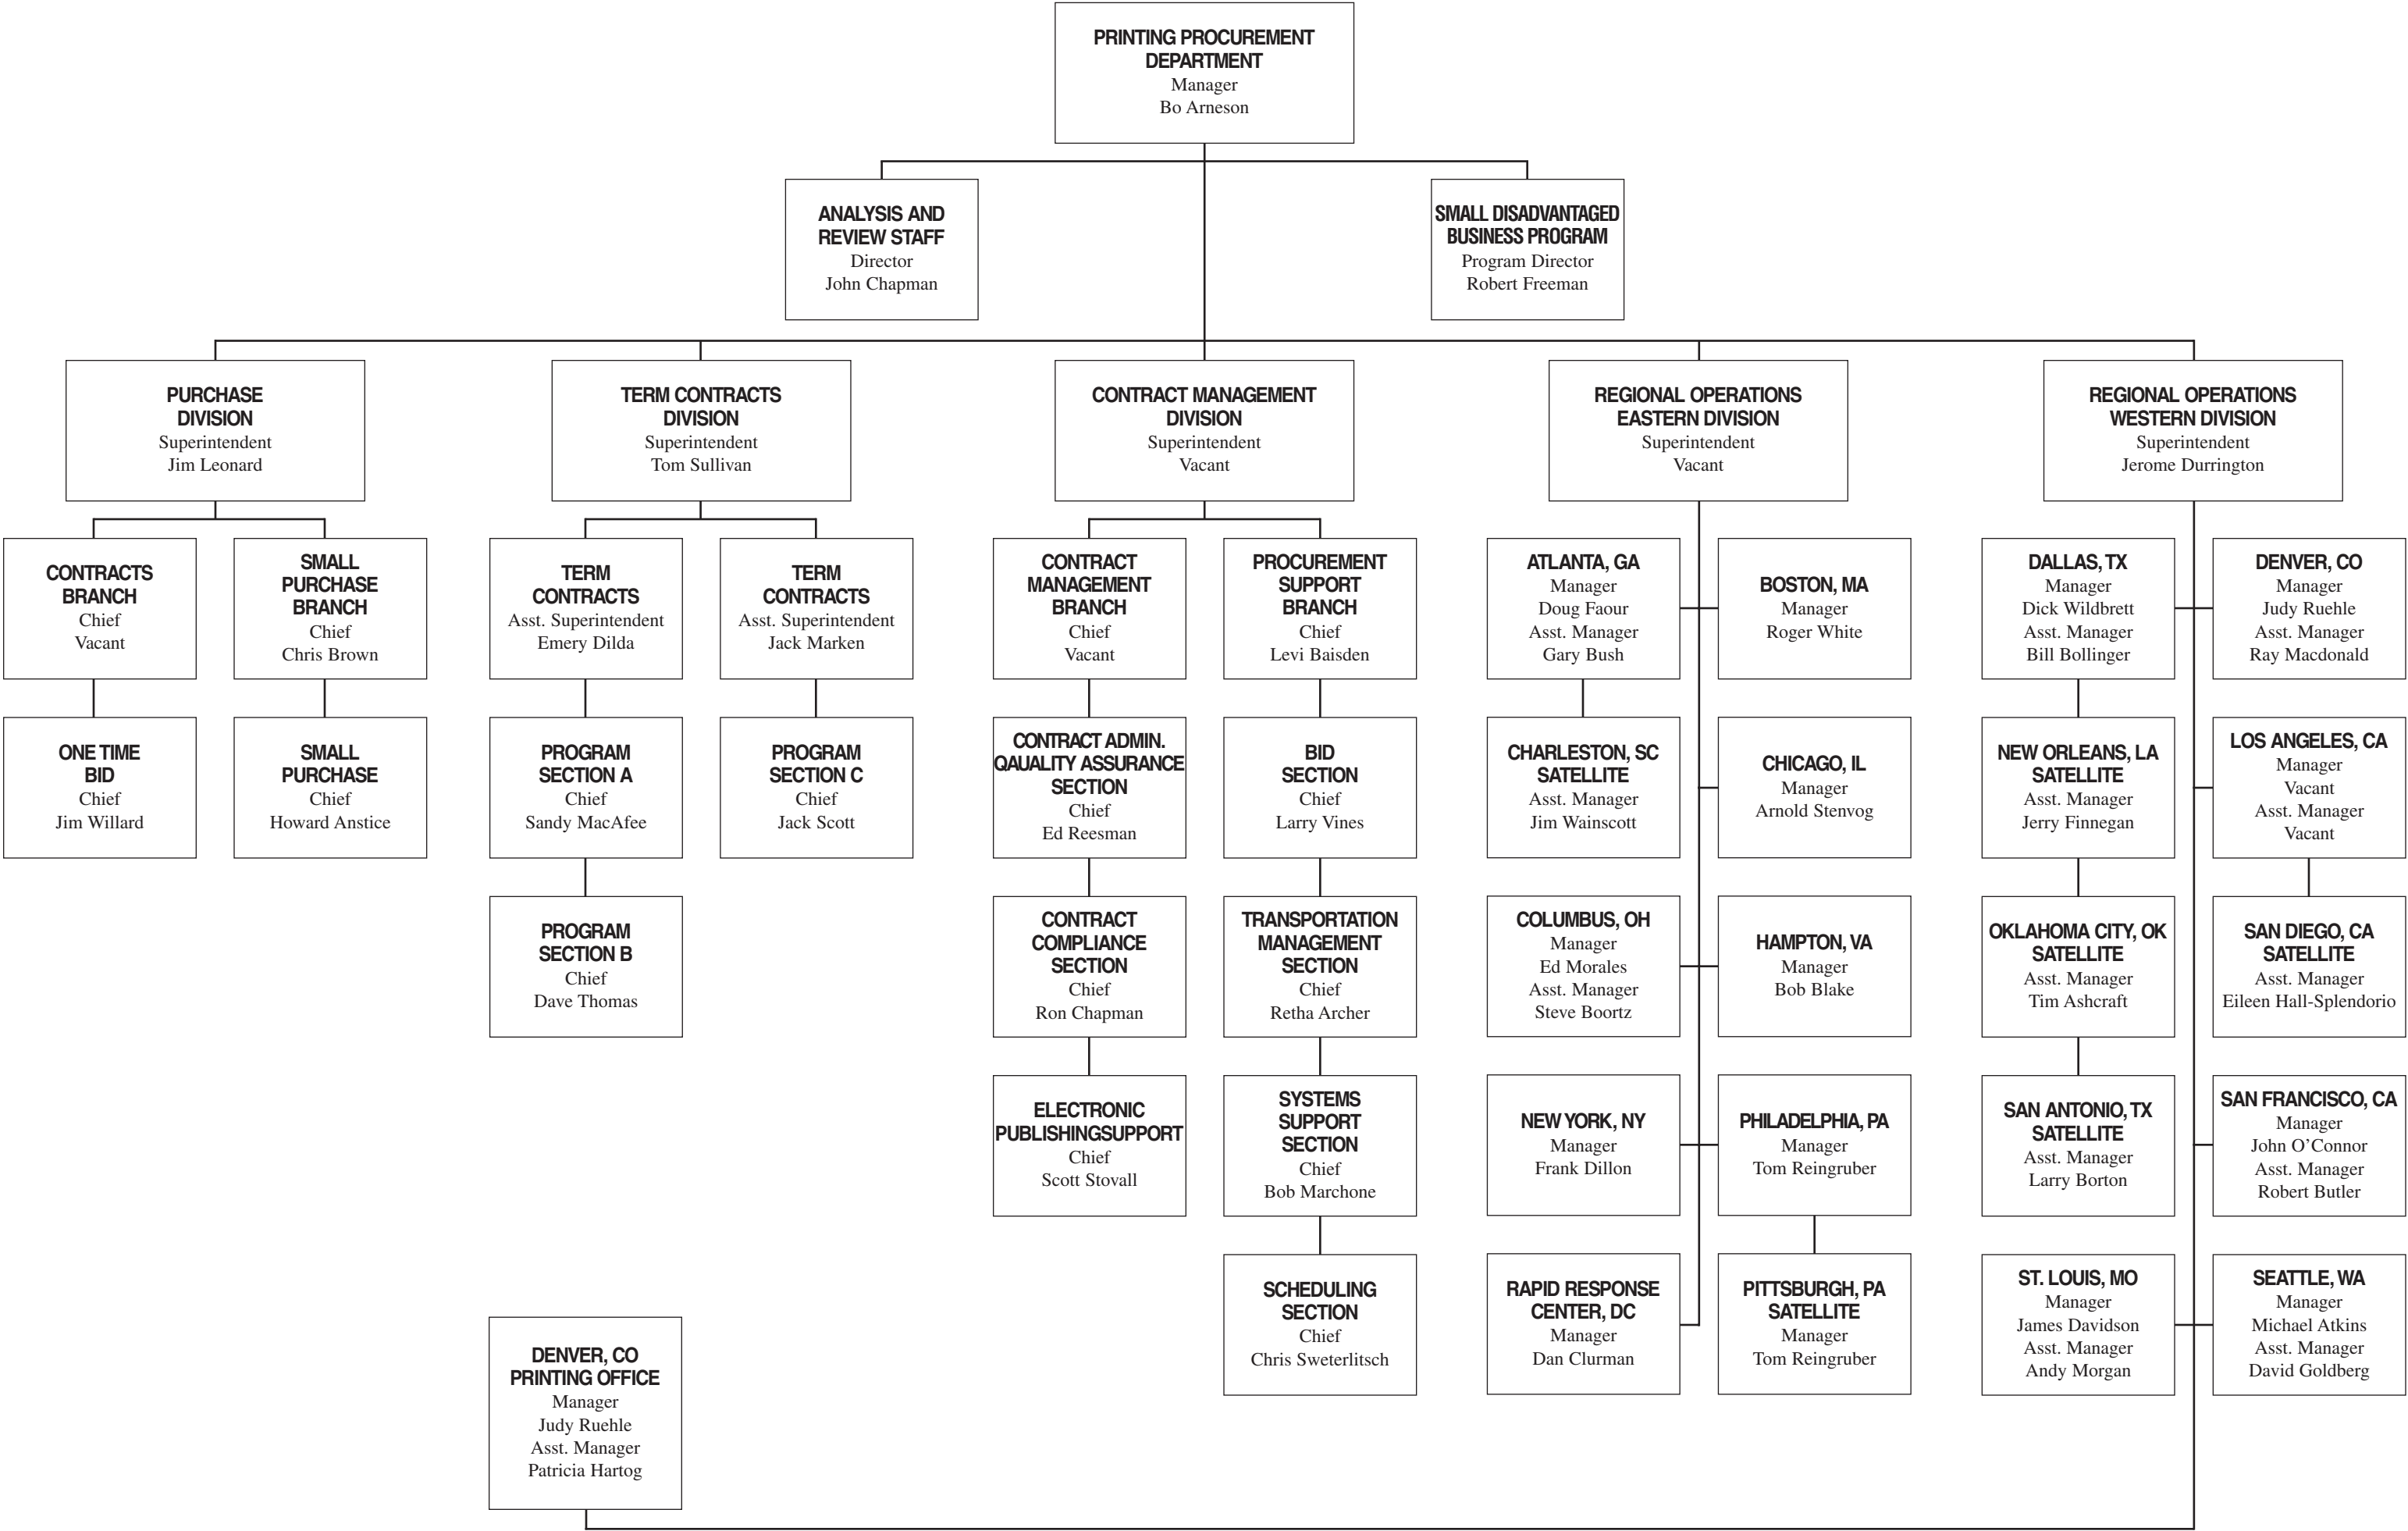 PRINTING PROCUREMENT
DEPARTMENT
Manager
Bo Arneson
ANALYSIS AND
REVIEW STAFF
Director
John Chapman
SMALL DISADVANTAGED
BUSINESS PROGRAM
Program Director
Robert Freeman
PURCHASE
DIVISION
Superintendent
Jim Leonard
TERM CONTRACTS
DIVISION
Superintendent
Tom Sullivan
CONTRACT MANAGEMENT
DIVISION
Superintendent
Vacant
REGIONAL OPERATIONS
EASTERN DIVISION
Superintendent
Vacant
REGIONAL OPERATIONS
WESTERN DIVISION
Superintendent
Jerome Durrington
CONTRACTS
BRANCH
Chief
Vacant
SMALL
PURCHASE
BRANCH
Chief
Chris Brown
TERM
CONTRACTS
Asst. Superintendent
Emery Dilda
TERM
CONTRACTS
Asst. Superintendent
Jack Marken
CONTRACT
MANAGEMENT
BRANCH
Chief
Vacant
PROCUREMENT
SUPPORT
BRANCH
Chief
Levi Baisden
ATLANTA, GA
Manager
Doug Faour
Asst. Manager
Gary Bush
BOSTON, MA
Manager
Roger White
DALLAS, TX
Manager
Dick Wildbrett
Asst. Manager
Bill Bollinger
DENVER, CO
Manager
Judy Ruehle
Asst. Manager
Ray Macdonald
ONE TIME
BID
Chief
Jim Willard
SMALL
PURCHASE
Chief
Howard Anstice
PROGRAM
SECTION A
Chief
Sandy MacAfee
PROGRAM
SECTION C
Chief
Jack Scott
CONTRACT ADMIN.
QAUALITY ASSURANCE
SECTION
Chief
Ed Reesman
BID
SECTION
Chief
Larry Vines
CHARLESTON, SC
SATELLITE
Asst. Manager
Jim Wainscott
CHICAGO, IL
Manager
Arnold Stenvog
NEW ORLEANS, LA
SATELLITE
Asst. Manager
Jerry Finnegan
LOS ANGELES, CA
Manager
Vacant
Asst. Manager
Vacant
PROGRAM
SECTION B
Chief
Dave Thomas
CONTRACT
COMPLIANCE
SECTION
Chief
Ron Chapman
TRANSPORTATION
MANAGEMENT
SECTION
Chief
Retha Archer
COLUMBUS, OH
Manager
Ed Morales
Asst. Manager
Steve Boortz
HAMPTON, VA
Manager
Bob Blake
OKLAHOMA CITY, OK
SATELLITE
Asst. Manager
Tim Ashcraft
SAN DIEGO, CA
SATELLITE
Asst. Manager
Eileen Hall-Splendorio
ELECTRONIC
PUBLISHINGSUPPORT
Chief
Scott Stovall
SYSTEMS
SUPPORT
SECTION
Chief
Bob Marchone
NEW YORK, NY
Manager
Frank Dillon
PHILADELPHIA, PA
Manager
Tom Reingruber
SAN ANTONIO, TX
SATELLITE
Asst. Manager
Larry Borton
SAN FRANCISCO, CA
Manager
John O’Connor
Asst. Manager
Robert Butler
SCHEDULING
SECTION
Chief
Chris Sweterlitsch
RAPID RESPONSE
CENTER, DC
Manager
Dan Clurman
PITTSBURGH, PA
SATELLITE
Manager
Tom Reingruber
ST. LOUIS, MO
Manager
James Davidson
Asst. Manager
Andy Morgan
SEATTLE, WA
Manager
Michael Atkins
Asst. Manager
David Goldberg
DENVER, CO
PRINTING OFFICE
Manager
Judy Ruehle
Asst. Manager
Patricia Hartog